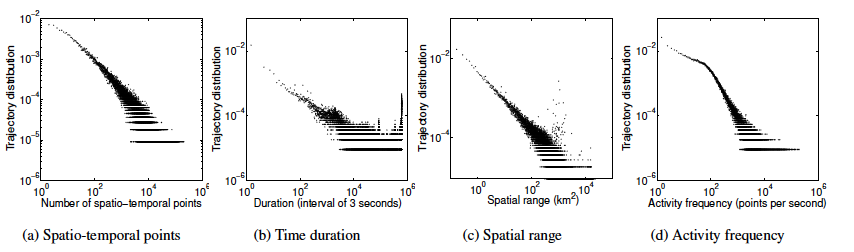 10^-2
10^-3
10^-4
10^-5
10^-6
10^0
10^2
10^4
10^6
Trajectory distribution
Number of spatio−temporal points
(a) Spatio-temporal points
10^-2
10^-4
10^-6
10^0
10^2
10^4
10^6
Trajectory distribution
Duration (interval of 3 seconds)
(b) Time duration
10^-2
10^-4
10^0
10^2
10^4
Trajectory distribution
Spatial range (km^2)
(c) Spatial range
10^-2
10^-4
10^-6
10^0
10^2
10^4
10^6
Trajectory distribution
Activity frequency (points per second)
(d) Activity frequency